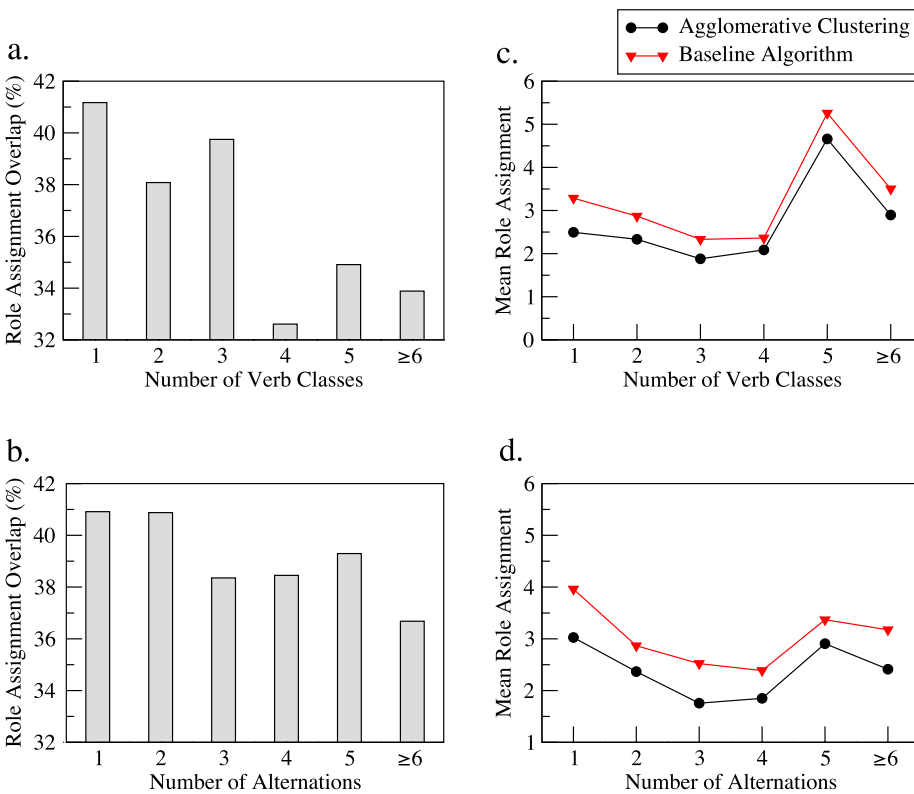 Agglomerative Clustering
Baseline Algorithm
a.
Role Assignment Overlap (%)
42
40
38
36
34
32
1 2 3 4 5 ≥6
Number of Verb Classes
c.
Mean Role Assignment
6
5
4
3
2
1
0
1 2 3 4 5 ≥6
Number of Verb Classes
b.
Role Assignment Overlap (%)
42
40
38
36
34
32
1 2 3 4 5 ≥6
Number of Alternations
d.
Mean Role Assignment
6
5
4
3
2
1
1 2 3 4 5 ≥6
Number of Alternations